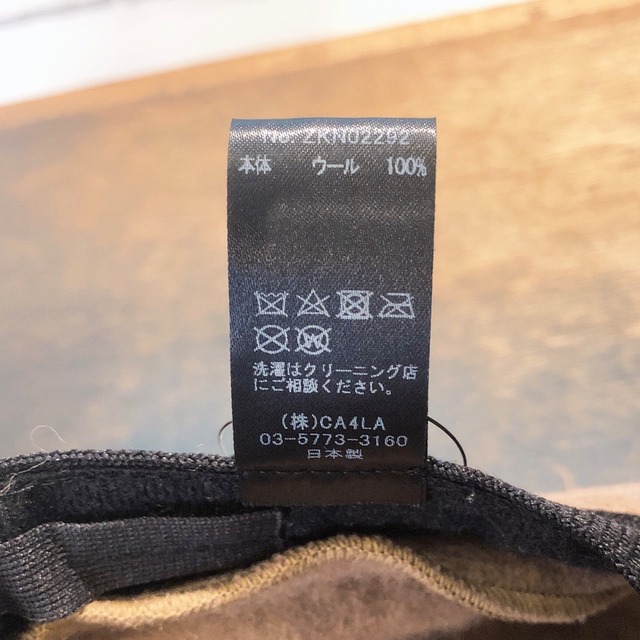 No. ZKN02292
本体 ウール 100%
洗濯はクリーニング店
にご相談ください。
(株)CA4LA
03-5773-3160
日本製